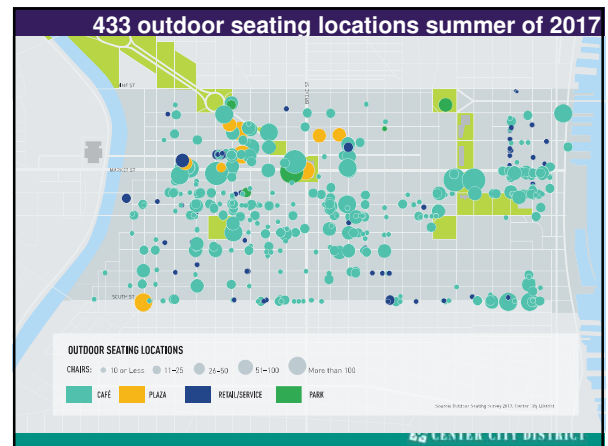 433 outdoor seating locations summer of 2017
BROAD ST.
MARKET ST.
SOUTH ST.
OUTDOOR SEATING LOCATIONS
CHAIRS: 10 or Less 11–25 26–50 51–100 More than 100
CAFÉ PLAZA RETAIL/SERVICE PARK
Source: Outdoor Seating Survey 2017, Center City District
CENTER CITY DISTRICT